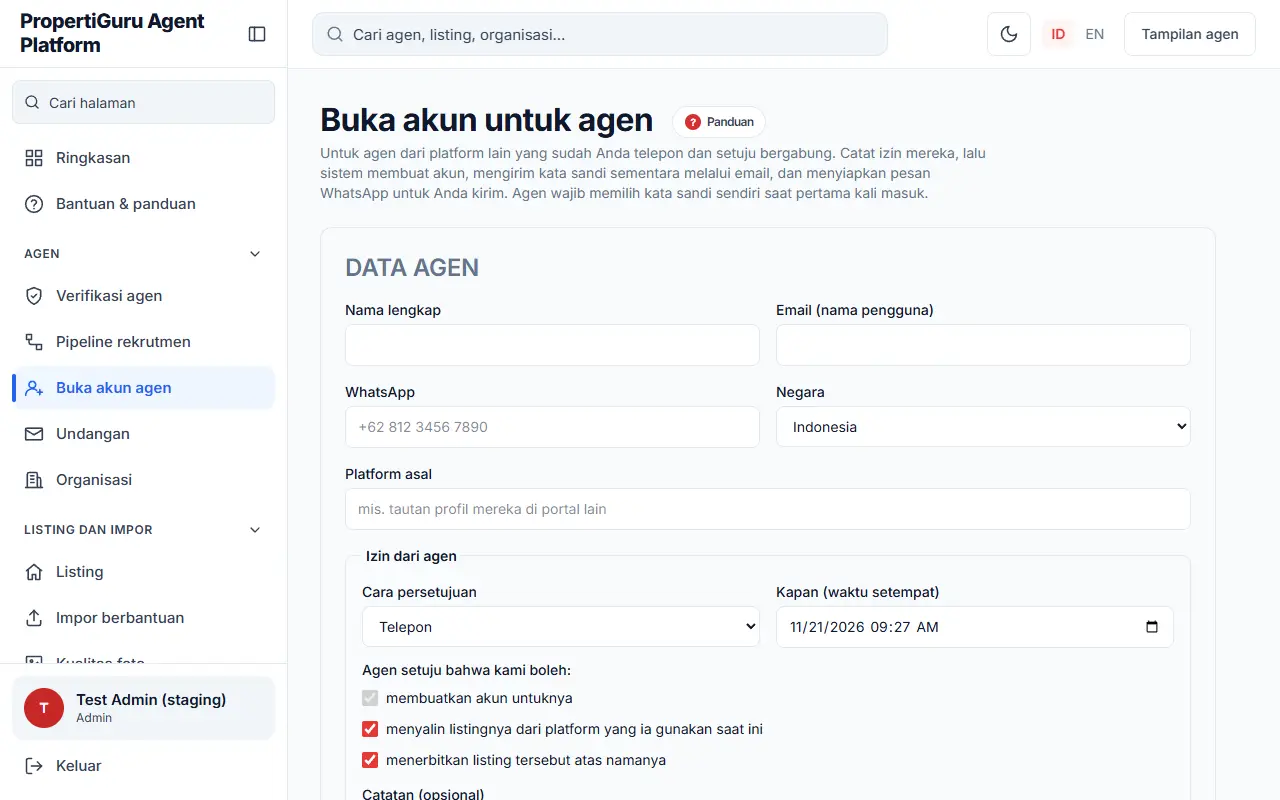 PropertiGuru Agent
Platform
Cari halaman
Ringkasan
Bantuan & panduan
AGEN
Verifikasi agen
Pipeline rekrutmen
Buka akun agen
Undangan
Organisasi
LISTING DAN IMPOR
Listing
Impor berbantuan
Kualitas foto
T
Test Admin (staging)
Admin
Keluar
Cari agen, listing, organisasi...
ID
EN
Tampilan agen
Buka akun untuk agen
? Panduan
Untuk agen dari platform lain yang sudah Anda telepon dan setuju bergabung. Catat izin mereka, lalu
sistem membuat akun, mengirim kata sandi sementara melalui email, dan menyiapkan pesan
WhatsApp untuk Anda kirim. Agen wajib memilih kata sandi sendiri saat pertama kali masuk.
DATA AGEN
Nama lengkap
Email (nama pengguna)
WhatsApp
Negara
+62 812 3456 7890
Indonesia
Platform asal
mis. tautan profil mereka di portal lain
Izin dari agen
Cara persetujuan
Kapan (waktu setempat)
Telepon
11/21/2026 09:27 AM
Agen setuju bahwa kami boleh:
membuatkan akun untuknya
menyalin listingnya dari platform yang ia gunakan saat ini
menerbitkan listing tersebut atas namanya
Catatan (opsional)